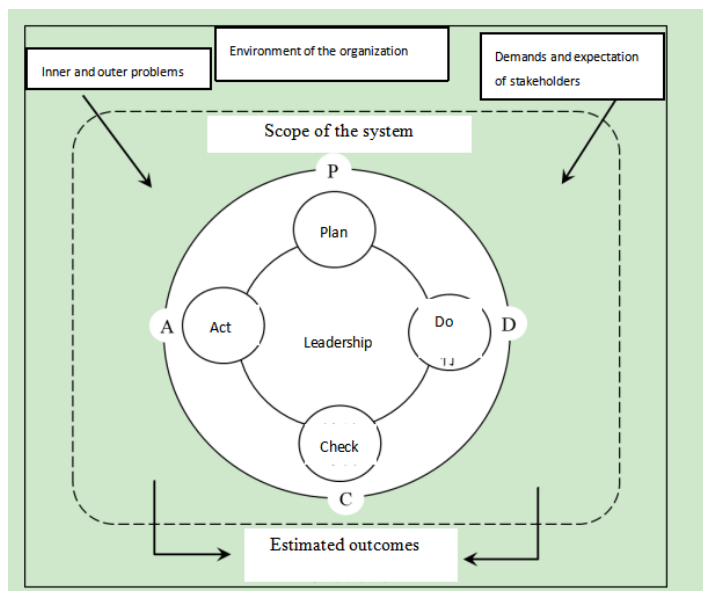 Environment of the organization
Inner and outer problems
Demands and expectation
of stakeholders
Scope of the system
P
Plan
A
Act
Leadership
Do
D
Check
C
Estimated outcomes